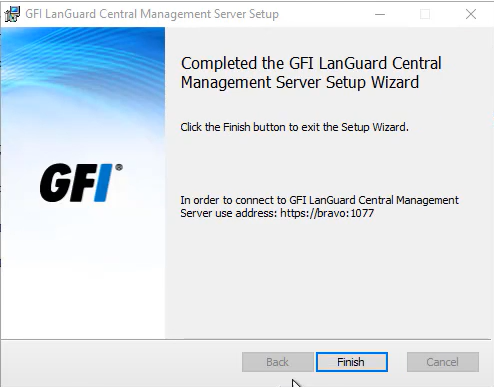 GFI LanGuard Central Management Server Setup
Completed the GFI LanGuard Central
Management Server Setup Wizard
Click the Finish button to exit the Setup Wizard.
GFI®
In order to connect to GFI LanGuard Central Management
Server use address: https://bravo:1077
Back
Finish
Cancel